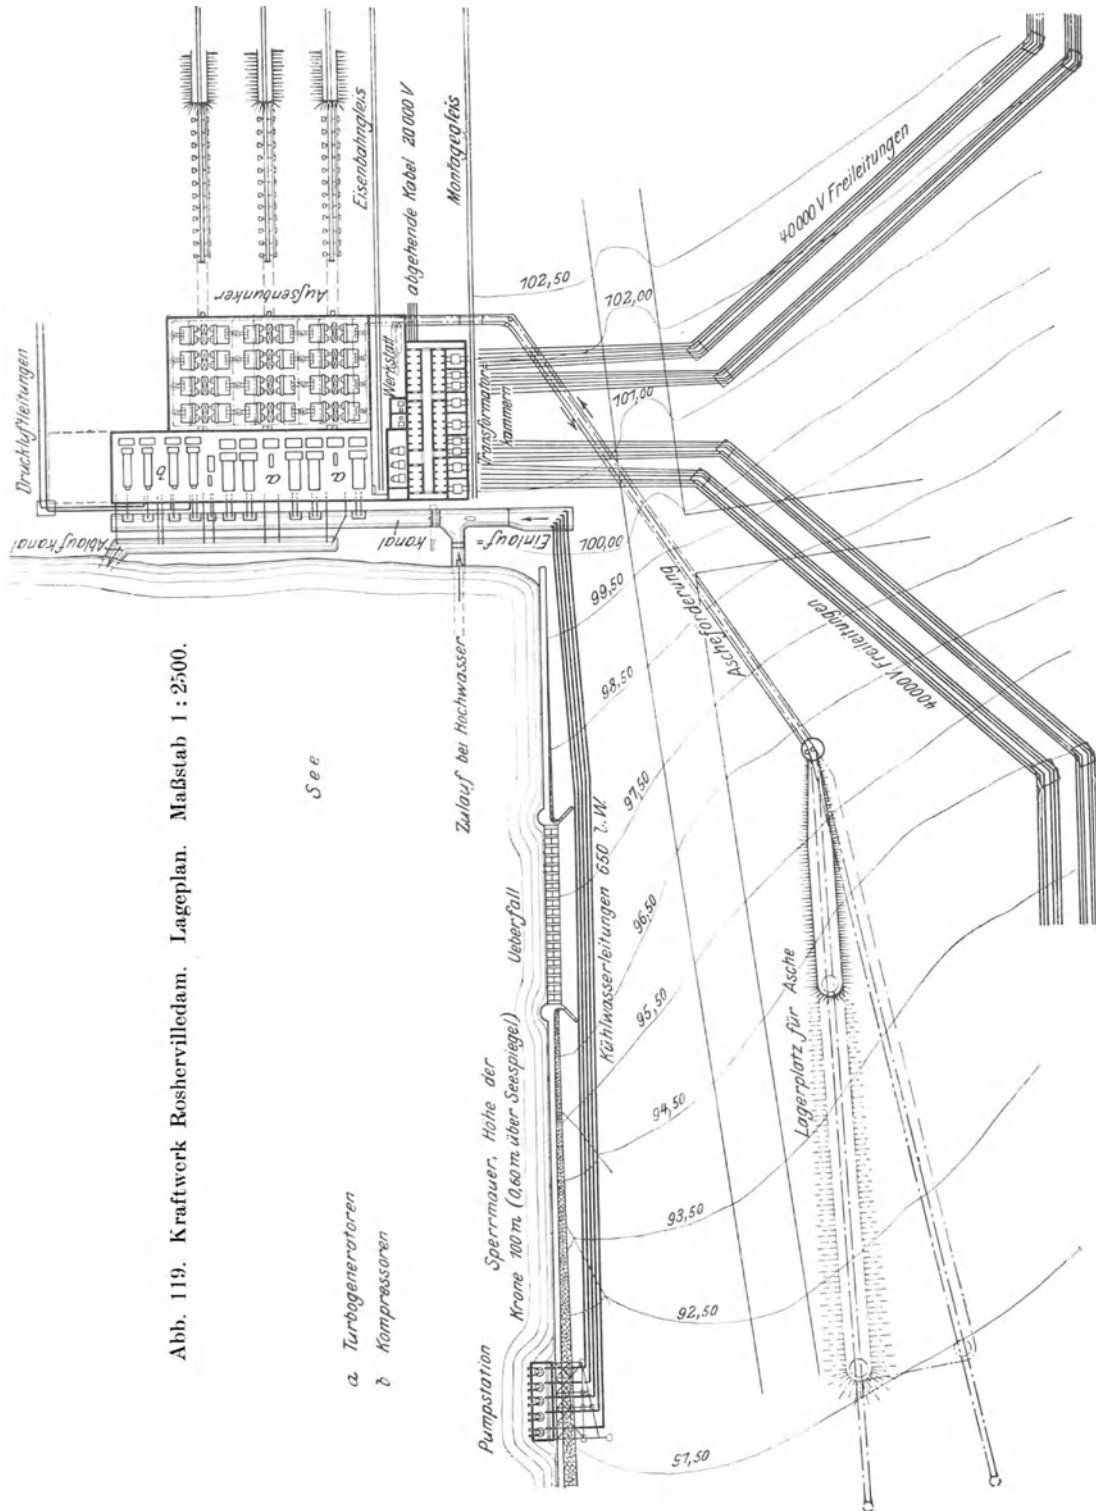 Abb. 119. Kraftwerk Roshervilledam. Lageplan. Maßstab 1 : 2500.
a Turbogeneratoren
b Kompressoren
See
Druckluftleitungen
Ablaufkanal
Außenbunker
Eisenbahngleis
abgehende Kabel 20 000 V
Montagegleis
Werkstatt
Transformator-
kammern
b
a
a
Einlauf=
kanal
Zulauf bei Hochwasser
40000 V Freileitungen
40000 V Freileitungen
Ascheförderung
Lagerplatz für Asche
Kühlwasserleitungen 650 l.W.
Ueberfall
Sperrmauer, Höhe der
Krone 100 m (0,60 m über Seespiegel)
Pumpstation
102,50
102,00
101,00
100,00
99,50
98,50
97,50
96,50
95,50
94,50
93,50
92,50
91,50